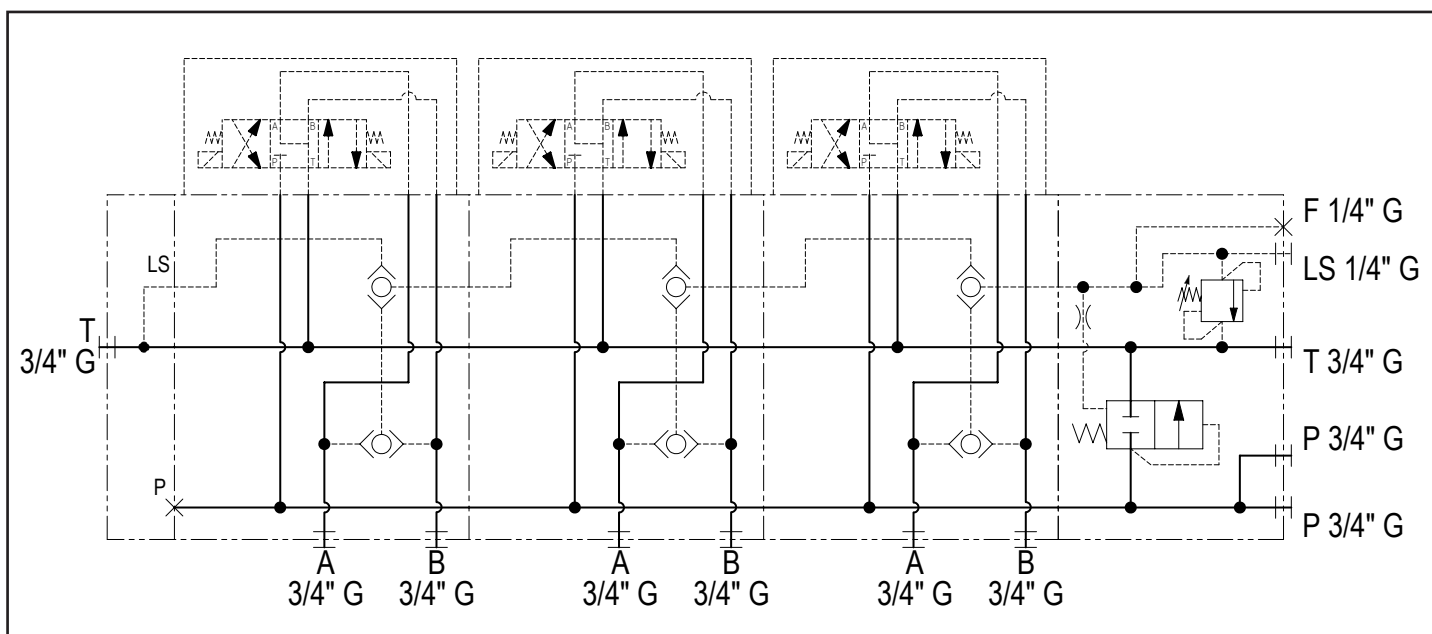 A B
P T
A B
P T
A B
P T
F 1/4" G
LS
LS 1/4" G
T
3/4" G
T 3/4" G
P 3/4" G
P
P 3/4" G
A
3/4" G
B
3/4" G
A
3/4" G
B
3/4" G
A
3/4" G
B
3/4" G